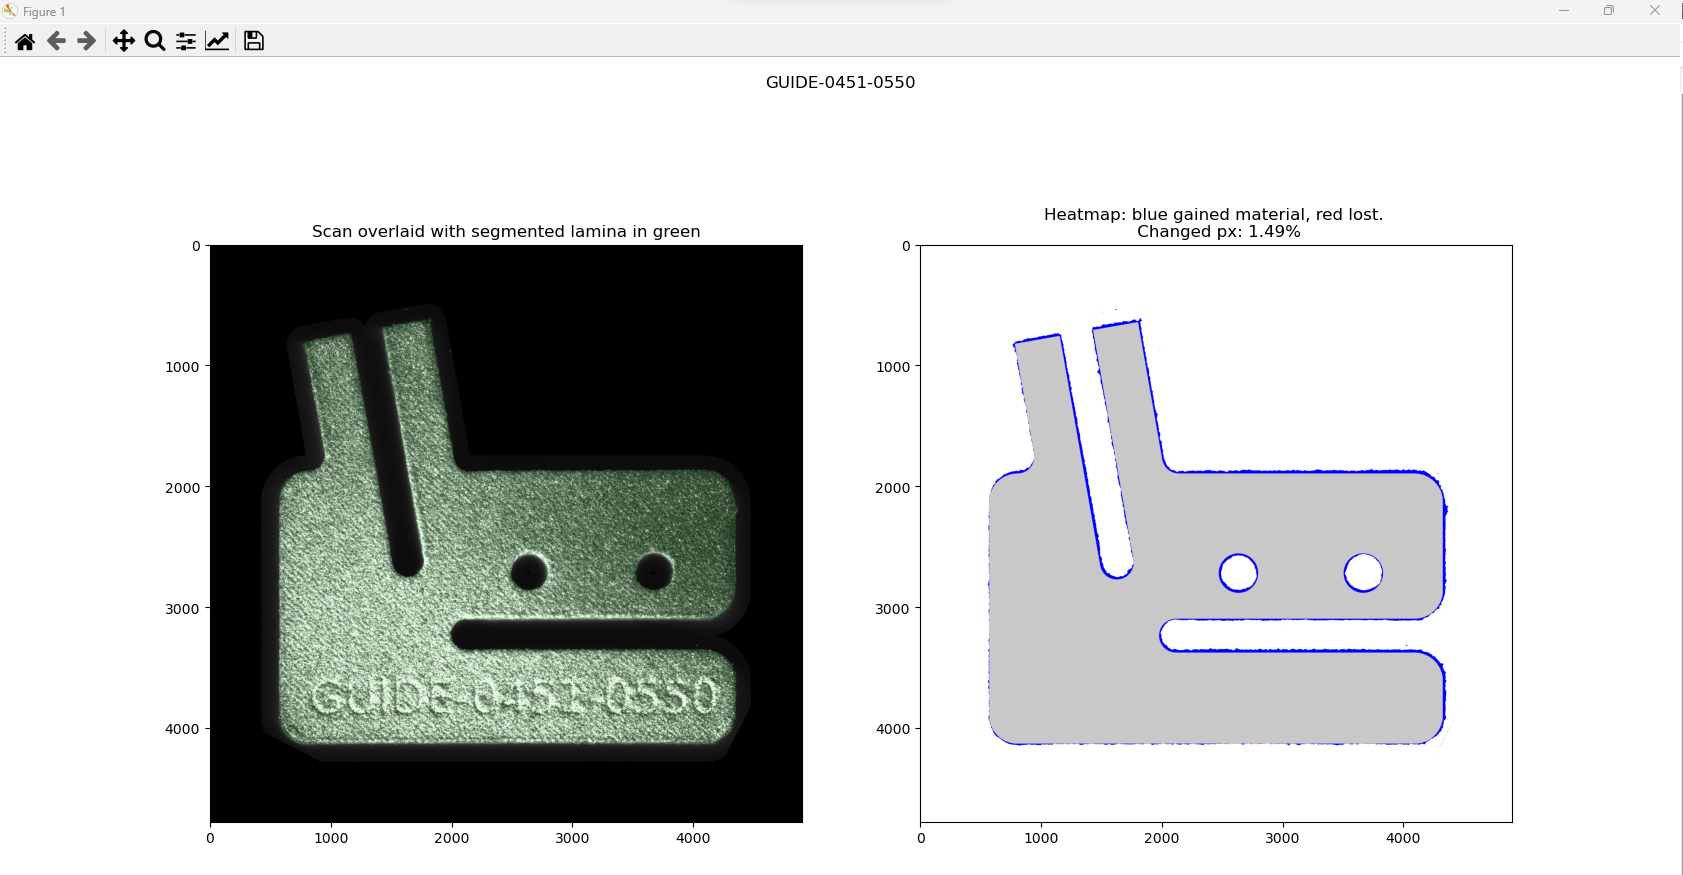 Figure 1
GUIDE-0451-0550
Scan overlaid with segmented lamina in green
0
1000
2000
3000
4000
GUIDE-0451-0550
0 1000 2000 3000 4000
Heatmap: blue gained material, red lost.
Changed px: 1.49%
0
1000
2000
3000
4000
0 1000 2000 3000 4000